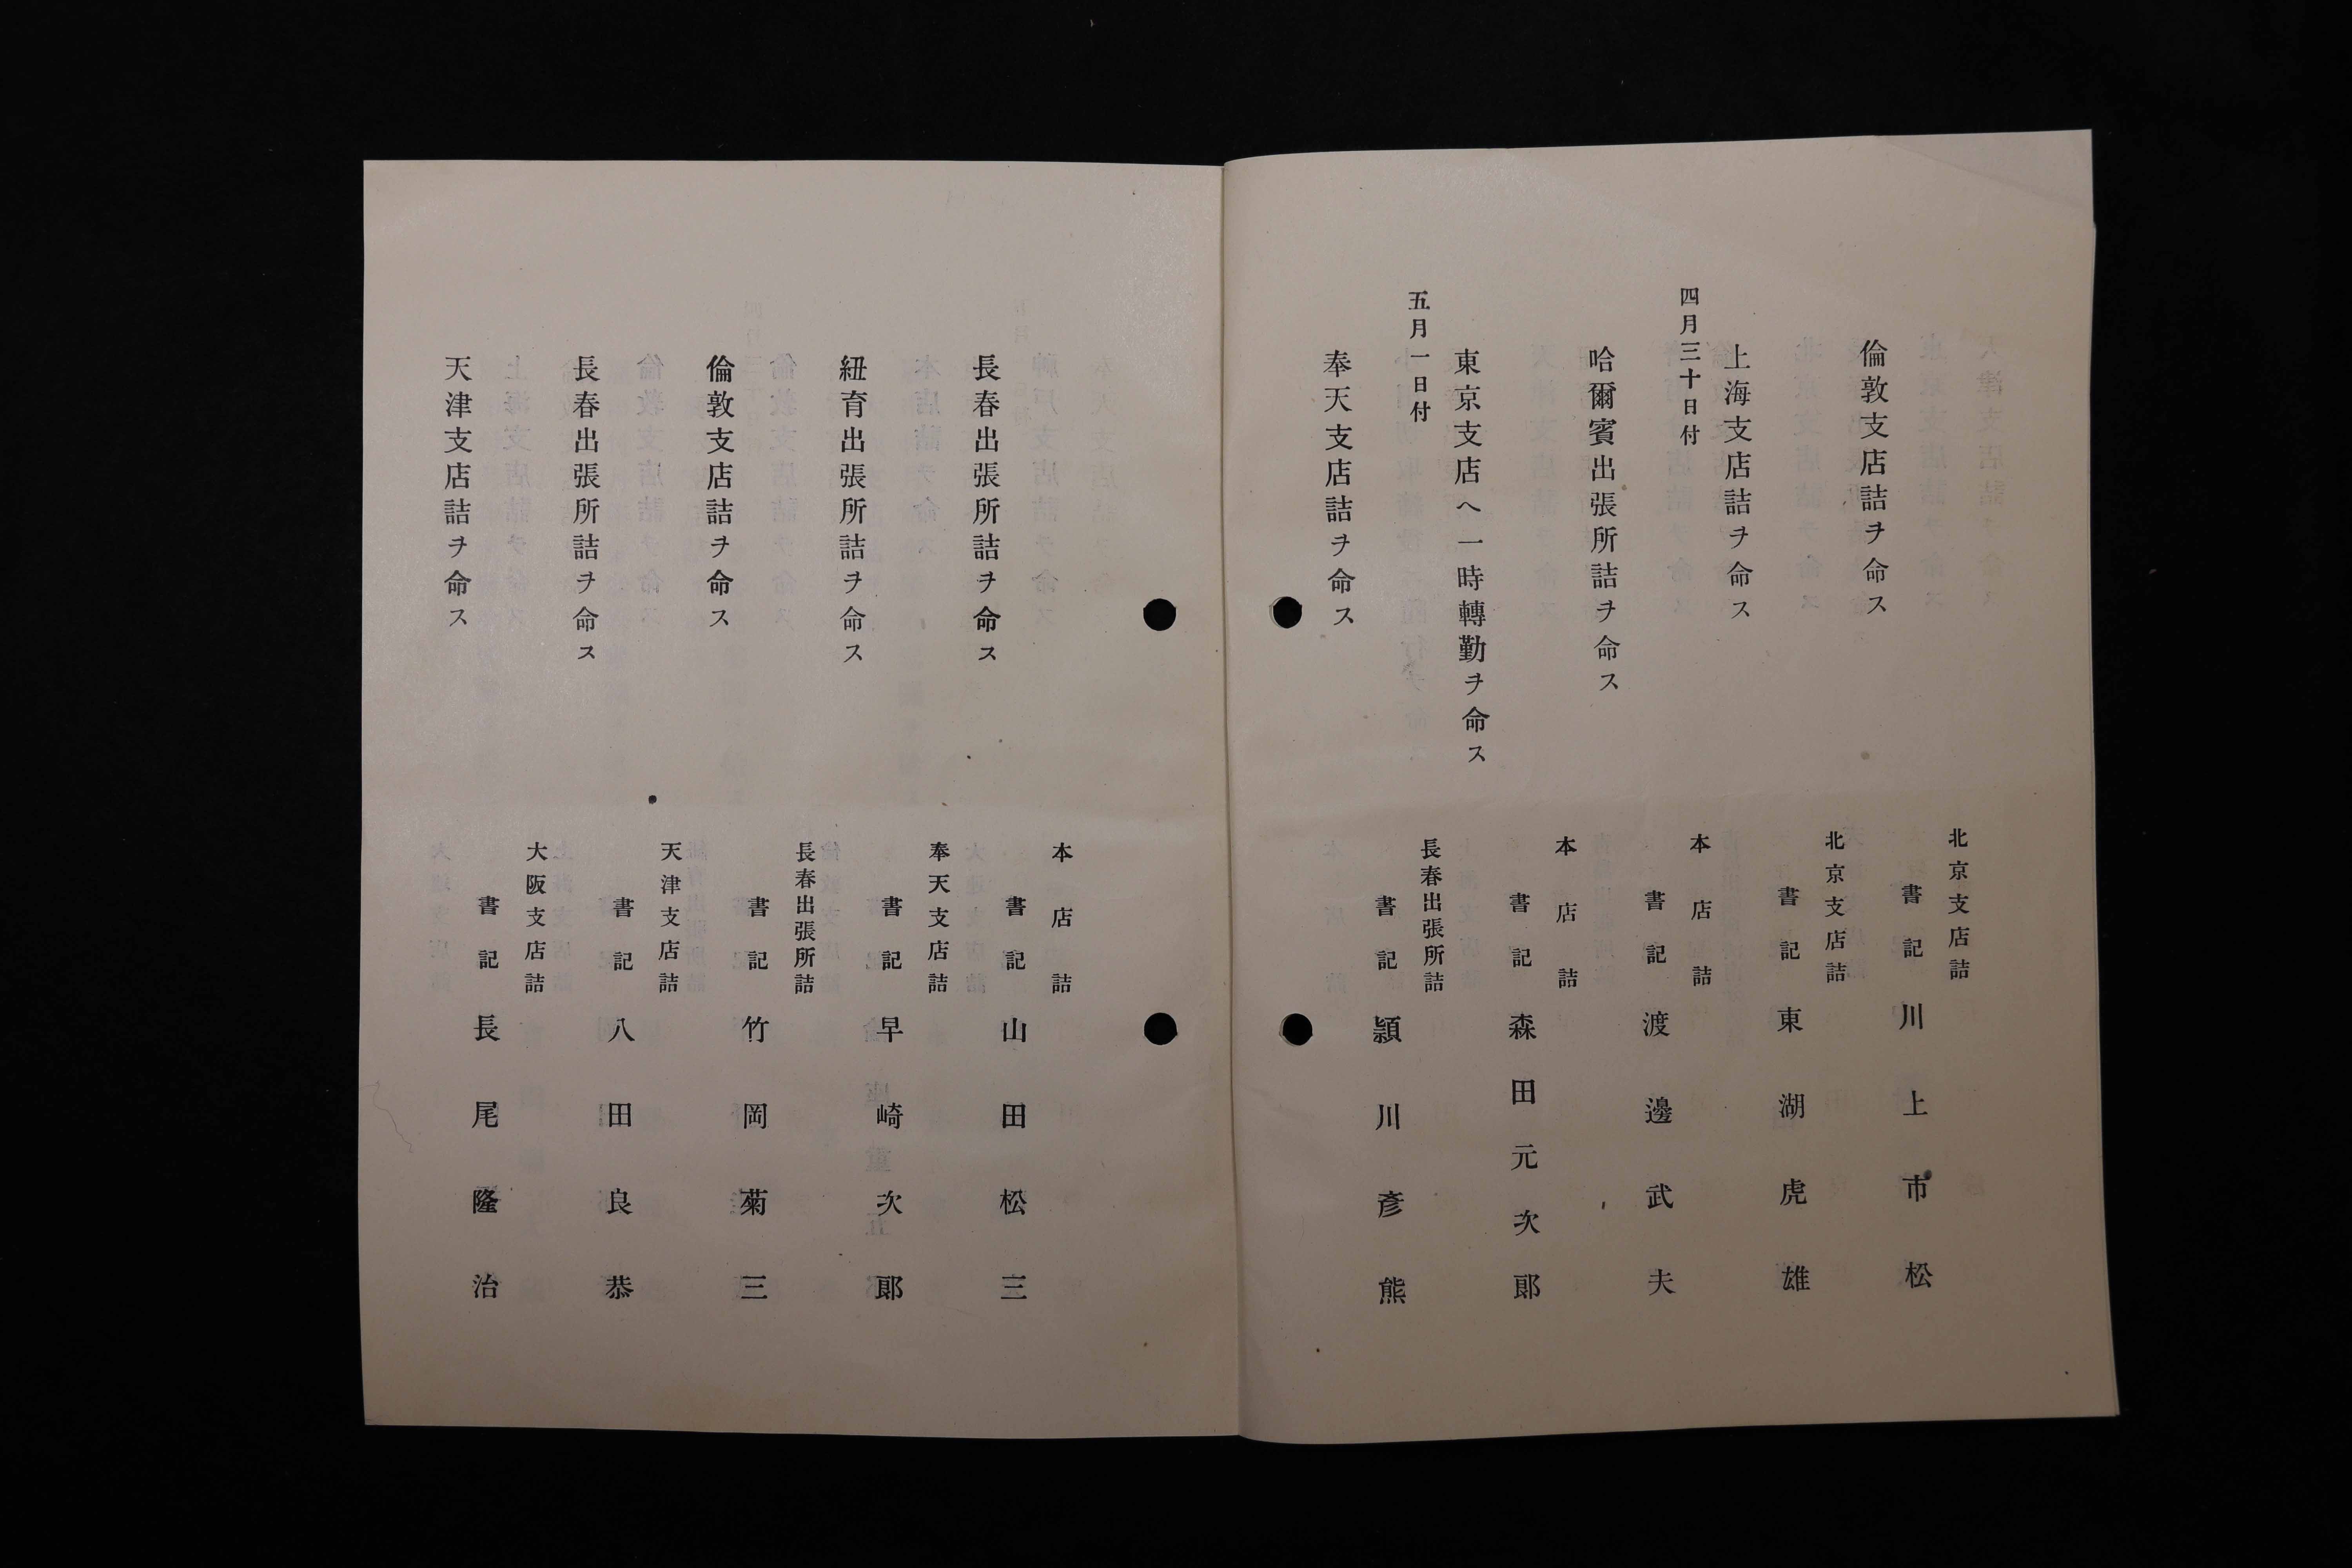 北京支店詰
書記 川上市松
倫敦支店詰ヲ命ス
北京支店詰
書記 東湖虎雄
上海支店詰ヲ命ス
四月三十日付
本店詰
書記 渡邊武夫
哈爾賓出張所詰ヲ命ス
本店詰
書記 森田元次郎
東京支店へ一時轉勤ヲ命ス
五月一日付
長春出張所詰
書記 頴川彥熊
奉天支店詰ヲ命ス
本店詰
書記 山田松三
長春出張所詰ヲ命ス
奉天支店詰
書記 早崎次郎
紐育出張所詰ヲ命ス
長春出張所詰
書記 竹岡菊三
倫敦支店詰ヲ命ス
天津支店詰
書記 八田良恭
長春出張所詰ヲ命ス
大阪支店詰
書記 長尾隆治
天津支店詰ヲ命ス